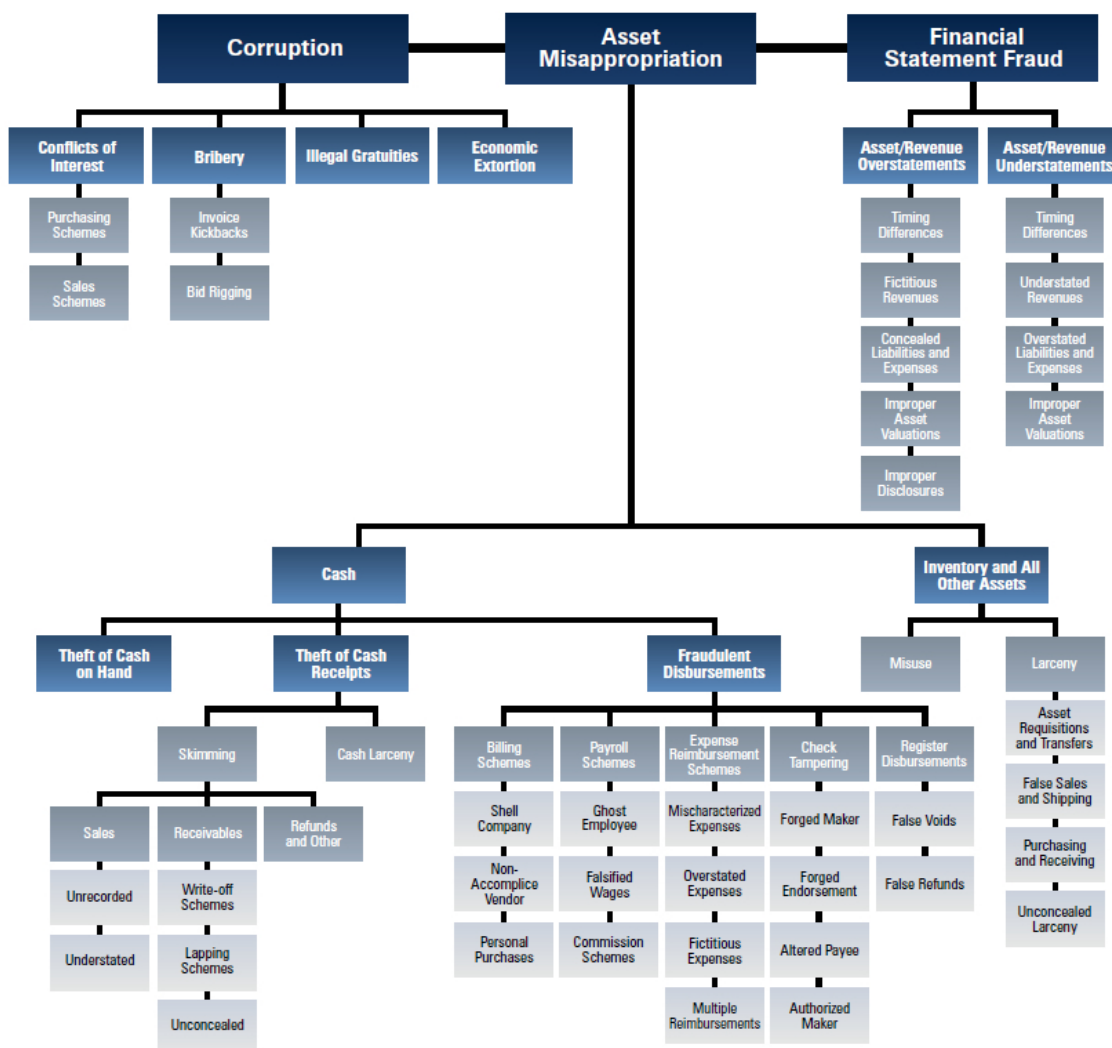 Corruption
Asset
Misappropriation
Financial
Statement Fraud
Conflicts of
Interest
Bribery
Illegal Gratuities
Economic
Extortion
Asset/Revenue
Overstatements
Asset/Revenue
Understatements
Purchasing
Schemes
Sales
Schemes
Invoice
Kickbacks
Bid Rigging
Timing
Differences
Fictitious
Revenues
Concealed
Liabilities and
Expenses
Improper
Asset
Valuations
Improper
Disclosures
Timing
Differences
Understated
Revenues
Overstated
Liabilities and
Expenses
Improper
Asset
Valuations
Cash
Inventory and All
Other Assets
Theft of Cash
on Hand
Theft of Cash
Receipts
Fraudulent
Disbursements
Misuse
Larceny
Skimming
Cash Larceny
Sales
Unrecorded
Understated
Receivables
Write-off
Schemes
Lapping
Schemes
Unconcealed
Refunds
and Other
Billing
Schemes
Shell
Company
Non-
Accomplice
Vendor
Personal
Purchases
Payroll
Schemes
Ghost
Employee
Falsified
Wages
Commission
Schemes
Expense
Reimbursement
Schemes
Mischaracterized
Expenses
Overstated
Expenses
Fictitious
Expenses
Multiple
Reimbursements
Check
Tampering
Forged Maker
Forged
Endorsement
Altered Payee
Authorized
Maker
Register
Disbursements
False Voids
False Refunds
Asset
Requisitions
and Transfers
False Sales
and Shipping
Purchasing
and Receiving
Unconcealed
Larceny